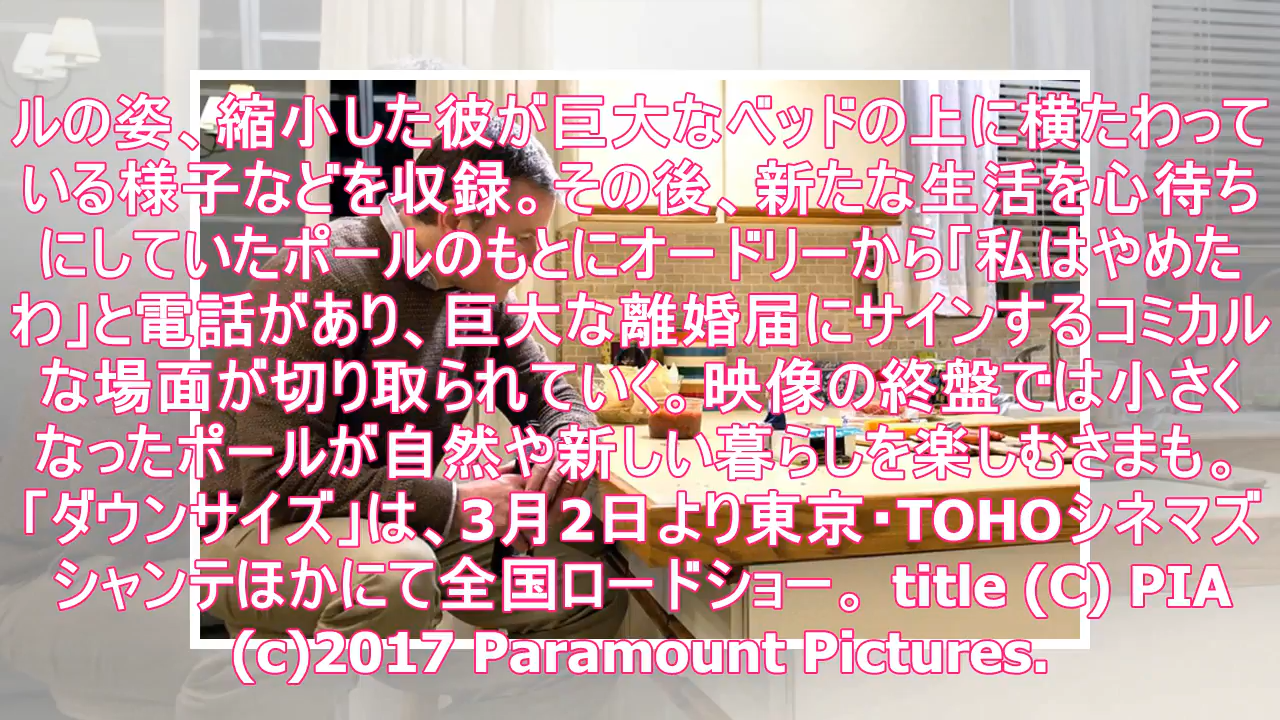 ルの姿、縮小した彼が巨大なベッドの上に横たわって
いる様子などを収録。その後、新たな生活を心待ち
にしていたポールのもとにオードリーから「私はやめた
わ」と電話があり、巨大な離婚届にサインするコミカル
な場面が切り取られていく。映像の終盤では小さく
なったポールが自然や新しい暮らしを楽しむさまも。
「ダウンサイズ」は、3月2日より東京・TOHOシネマズ
シャンテほかにて全国ロードショー。 title (C) PIA
(c)2017 Paramount Pictures.